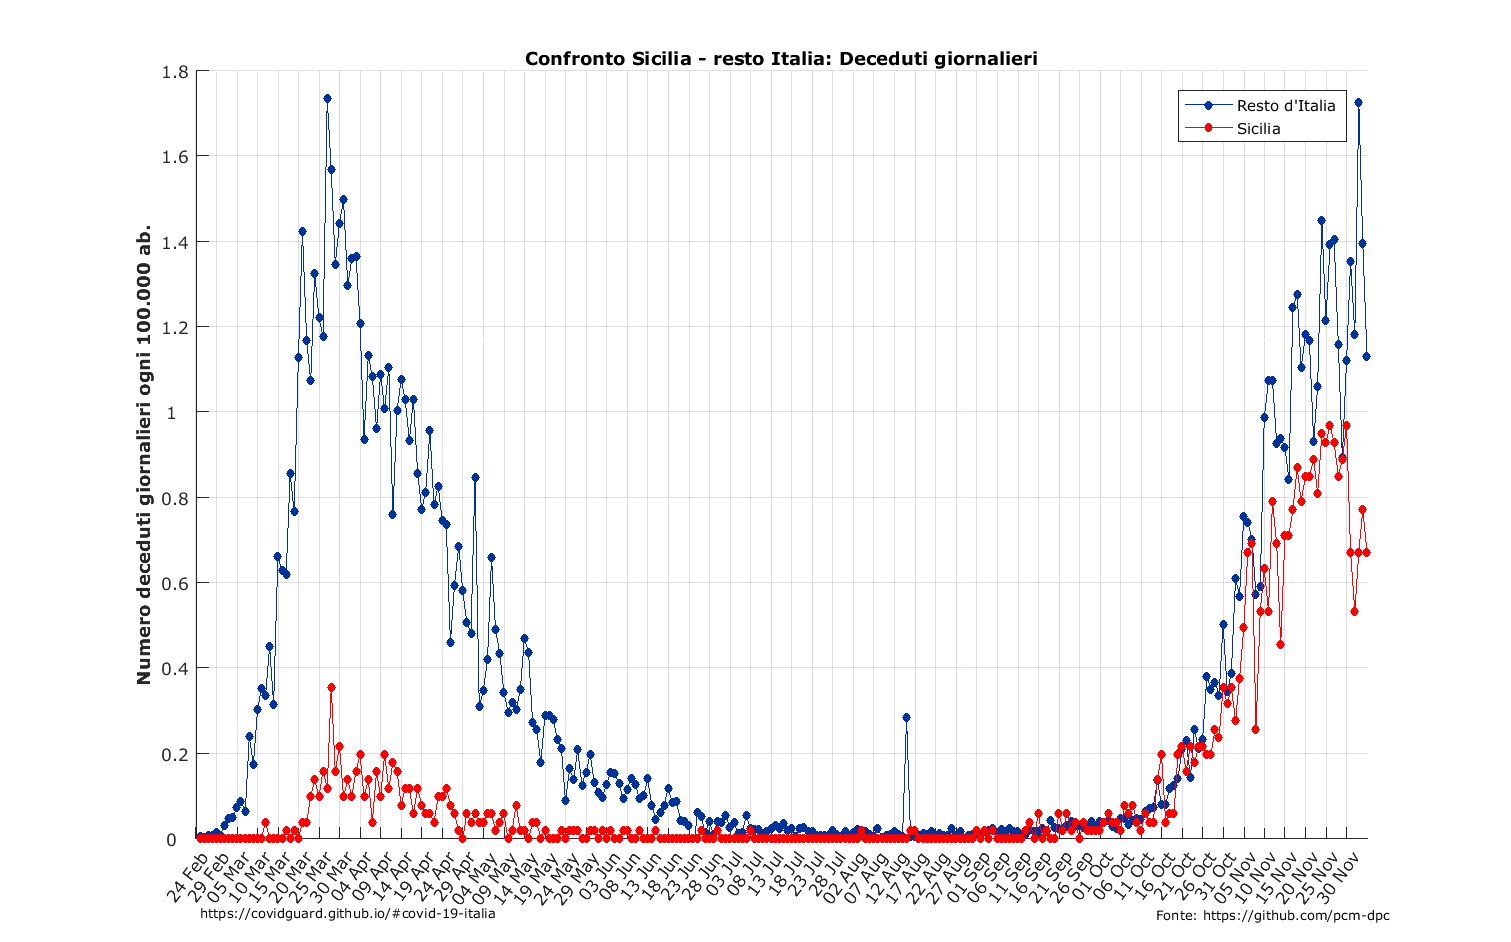 Confronto Sicilia - resto Italia: Deceduti giornalieri
Numero deceduti giornalieri ogni 100.000 ab.
1.8
1.6
1.4
1.2
1
0.8
0.6
0.4
0.2
0
Resto d'Italia
Sicilia
24 Feb
29 Feb
05 Mar
10 Mar
15 Mar
20 Mar
25 Mar
30 Mar
04 Apr
09 Apr
14 Apr
19 Apr
24 Apr
29 Apr
04 May
09 May
14 May
19 May
24 May
29 May
03 Jun
08 Jun
13 Jun
18 Jun
23 Jun
28 Jun
03 Jul
08 Jul
13 Jul
18 Jul
23 Jul
28 Jul
02 Aug
07 Aug
12 Aug
17 Aug
22 Aug
27 Aug
01 Sep
06 Sep
11 Sep
16 Sep
21 Sep
26 Sep
01 Oct
06 Oct
11 Oct
16 Oct
21 Oct
26 Oct
31 Oct
05 Nov
10 Nov
15 Nov
20 Nov
25 Nov
30 Nov
https://covidguard.github.io/#covid-19-italia
Fonte: https://github.com/pcm-dpc